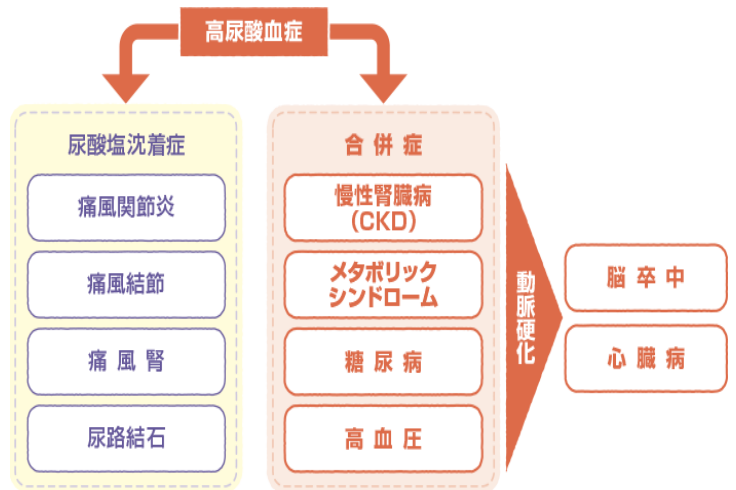 高尿酸血症
尿酸塩沈着症
痛風関節炎
痛風結節
痛風腎
尿路結石
合併症
慢性腎臓病
(CKD)
メタボリック
シンドローム
糖尿病
高血圧
動脈硬化
脳卒中
心臓病